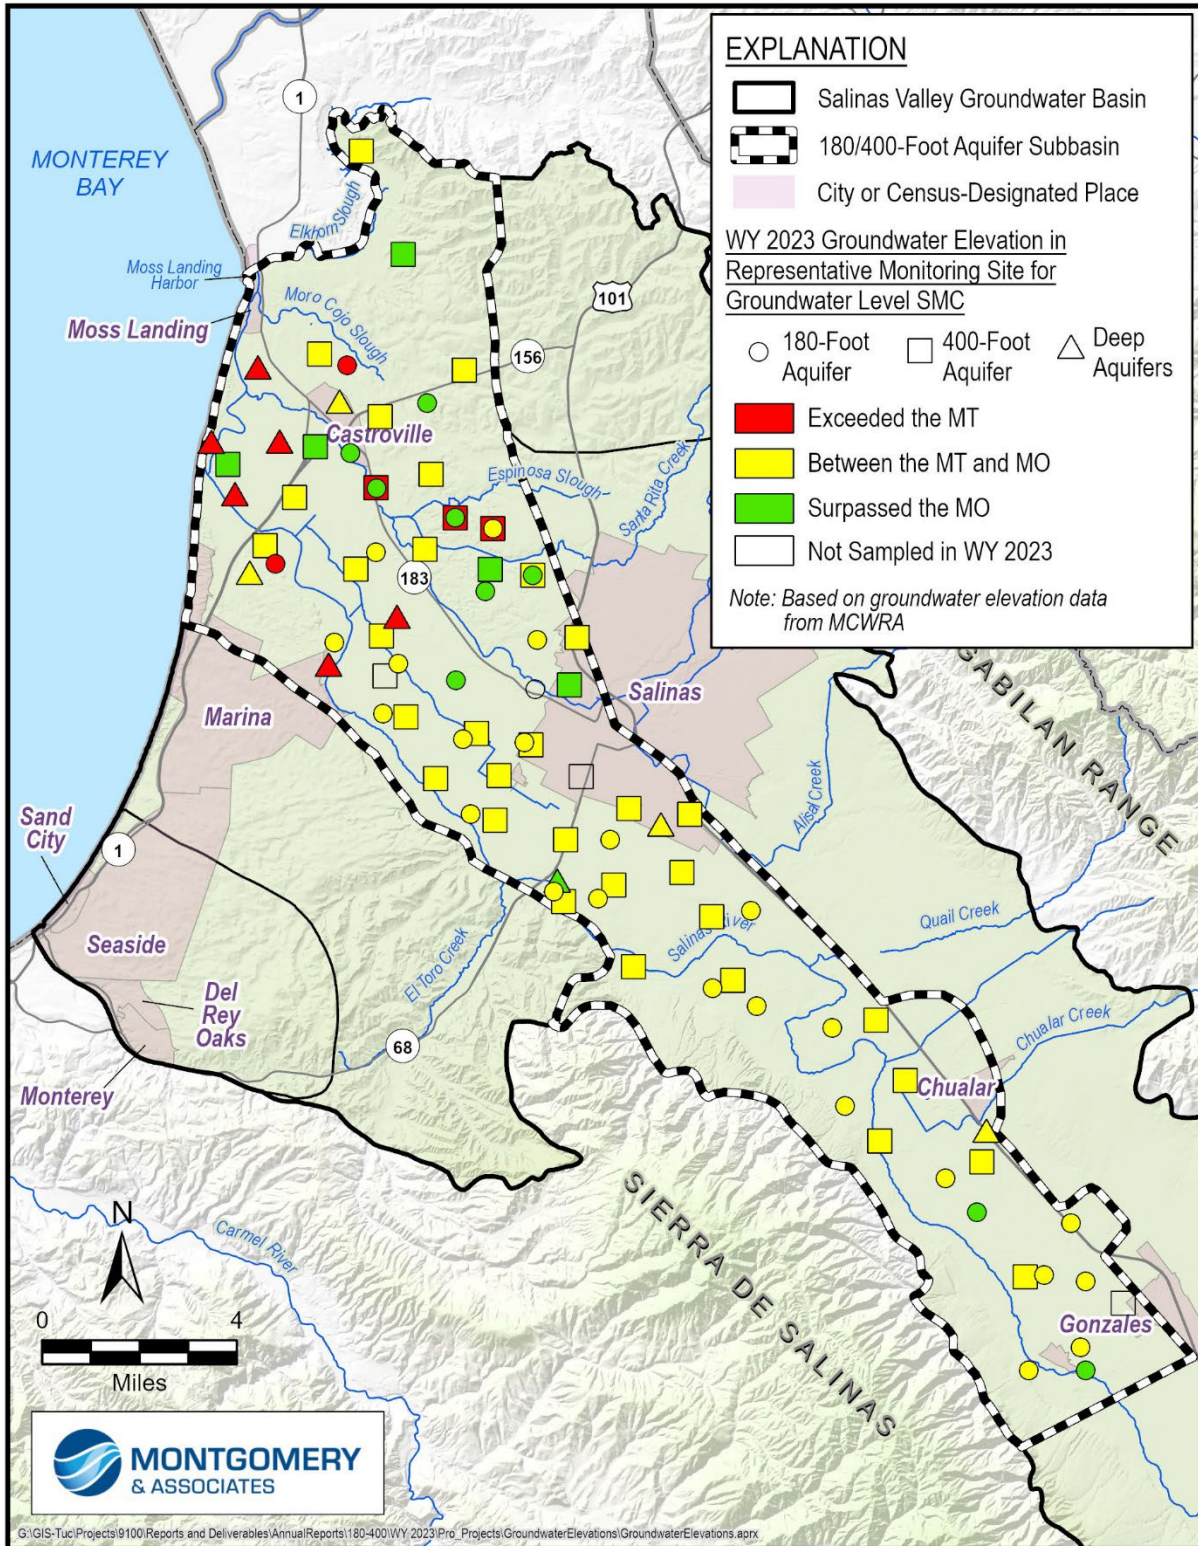 EXPLANATION
Salinas Valley Groundwater Basin
180/400-Foot Aquifer Subbasin
City or Census-Designated Place
WY 2023 Groundwater Elevation in
Representative Monitoring Site for
Groundwater Level SMC
180-Foot
Aquifer
400-Foot
Aquifer
Deep
Aquifers
Exceeded the MT
Between the MT and MO
Surpassed the MO
Not Sampled in WY 2023
Note: Based on groundwater elevation data
from MCWRA
1
MONTEREY
BAY
Elkhorn Slough
Moss Landing
Harbor
Moss Landing
Moro Cojo Slough
101
156
Castroville
Espinosa Slough
Santa Rita Creek
183
GABILAN RANGE
Salinas
Marina
Sand
City
1
Alisal Creek
Seaside
Salinas River
Quail Creek
El Toro Creek
Del
Rey
Oaks
68
Chualar Creek
Monterey
Chualar
SIERRA DE SALINAS
Carmel River
N
0 4
Miles
Gonzales
MONTGOMERY
& ASSOCIATES
G:\GIS-Tuc\Projects\9100\Reports and Deliverables\AnnualReports\180-400\WY 2023\Pro_Projects\GroundwaterElevations\GroundwaterElevations.aprx